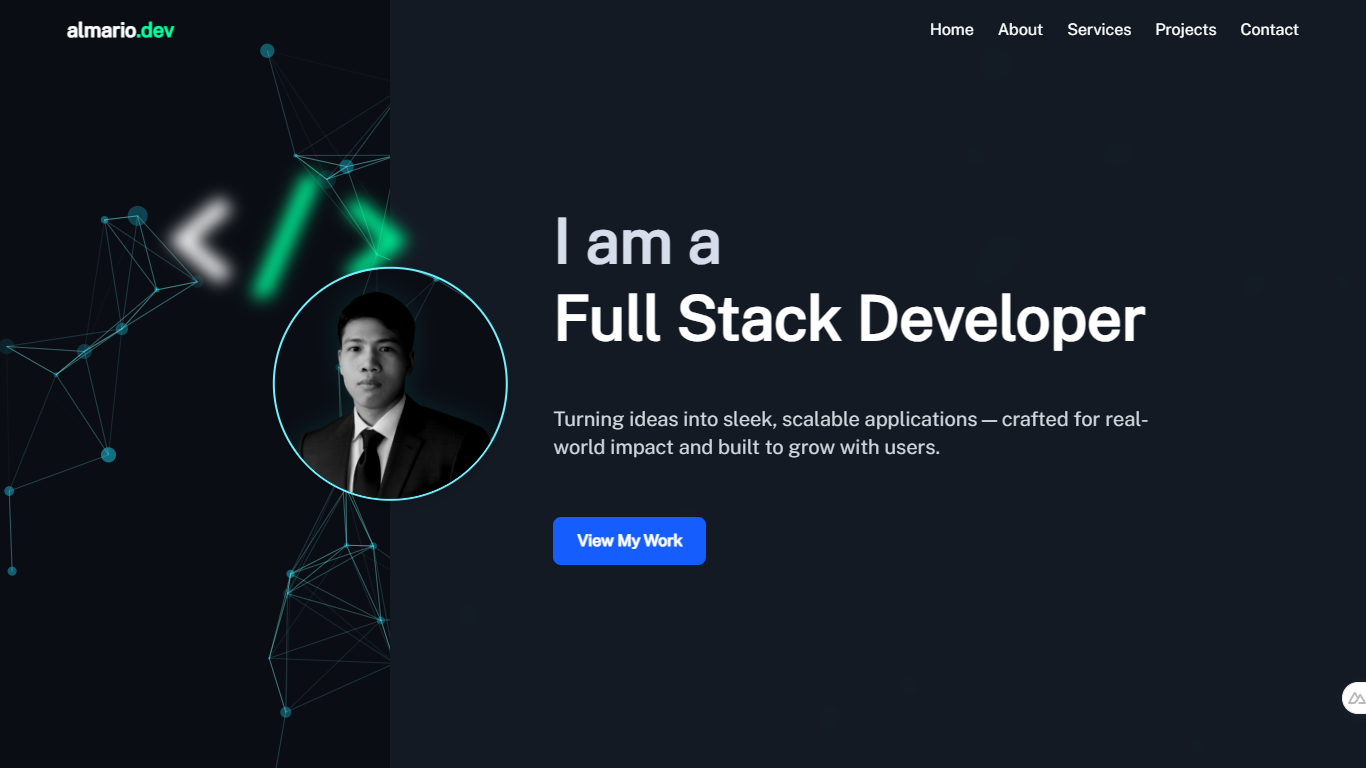 almario.dev
Home
About
Services
Projects
Contact
</>
I am a
Full Stack Developer
Turning ideas into sleek, scalable applications — crafted for real-
world impact and built to grow with users.
View My Work